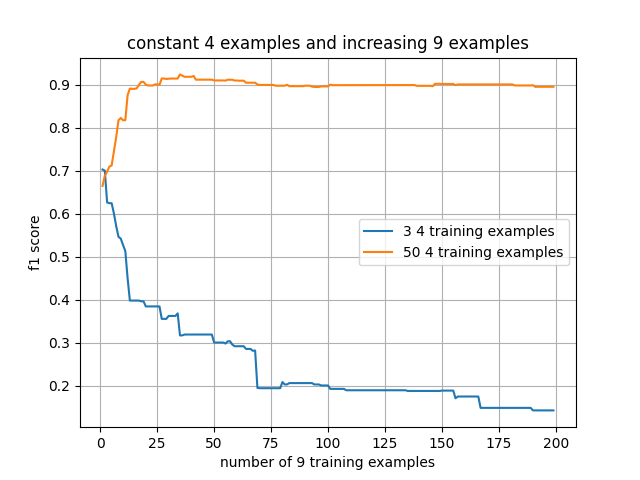 constant 4 examples and increasing 9 examples
0.9
0.8
0.7
0.6
0.5
0.4
0.3
0.2
f1 score
3 4 training examples
50 4 training examples
0 25 50 75 100 125 150 175 200
number of 9 training examples